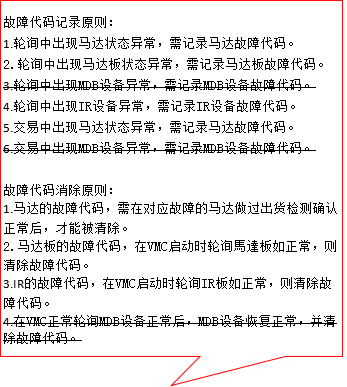 故障代码记录原则：
1.轮询中出现马达状态异常，需记录马达故障代码。
2. 轮询中出现马达板状态异常，需记录马达板故障代码。
3.轮询中出现MDB设备异常，需记录MDB设备故障代码。
4.轮询中出现IR设备异常，需记录IR设备故障代码。
5.交易中出现马达状态异常，需记录马达故障代码。
6.交易中出现MDB设备异常，需记录MDB设备故障代码。
故障代码消除原则：
1.马达的故障代码，需在对应故障的马达做过出货检测确认
正常后，才能被清除。
2. 马达板的故障代码，在VMC启动时轮询馬達板如正常，则
清除故障代码。
3.IR的故障代码，在VMC启动时轮询IR板如正常，则清除故
障代码。
4.在VMC正常轮询MDB设备正常后，MDB设备恢复正常，并清
除故障代码。